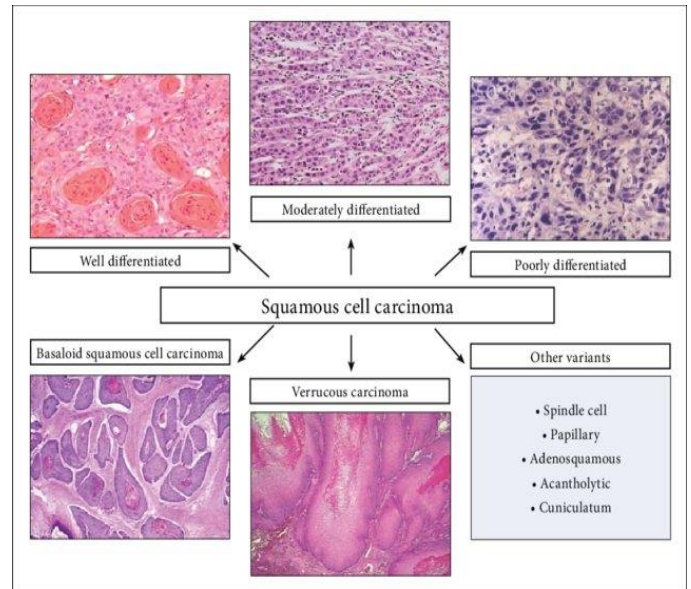 Moderately differentiated
Well differentiated
Poorly differentiated
Squamous cell carcinoma
Basaloid squamous cell carcinoma
Verrucous carcinoma
Other variants
• Spindle cell
• Papillary
• Adenosquamous
• Acantholytic
• Cuniculatum